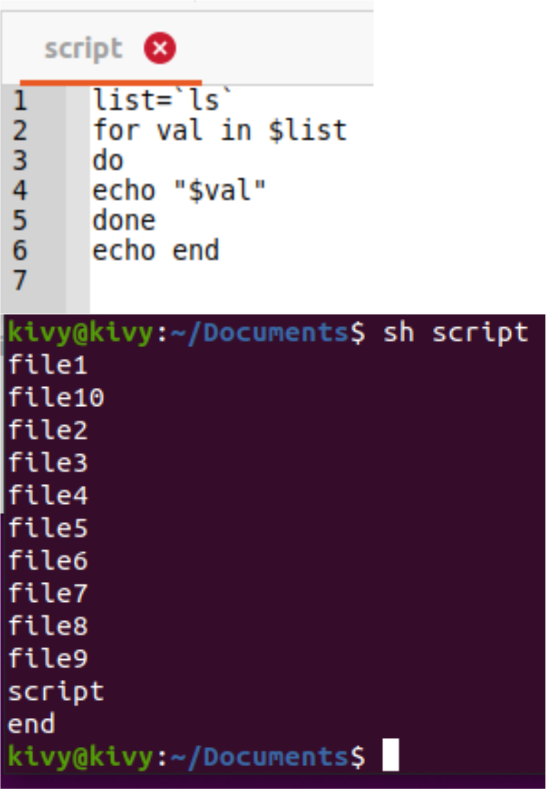 script
1 list=`ls`
2 for val in $list
3 do
4 echo "$val"
5 done
6 echo end
7
kivy@kivy:~/Documents$ sh script
file1
file10
file2
file3
file4
file5
file6
file7
file8
file9
script
end
kivy@kivy:~/Documents$